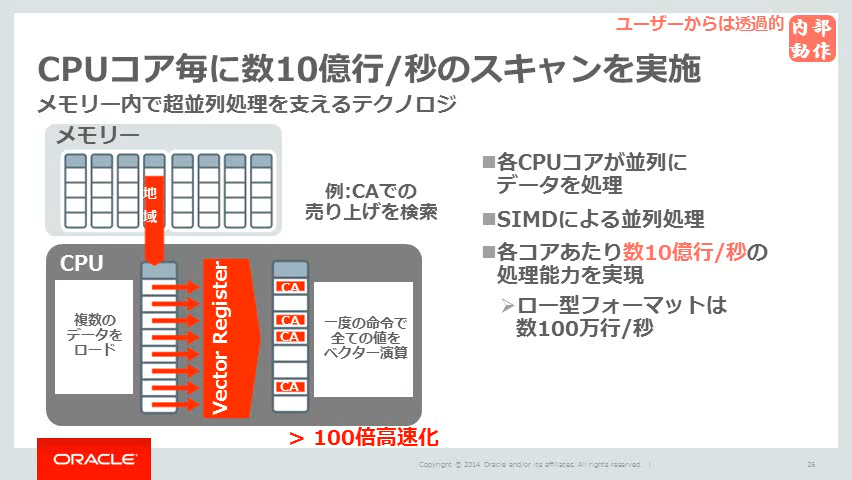 ユーザーからは透過的
内部
動作
CPUコア毎に数10億行/秒のスキャンを実施
メモリー内で超並列処理を支えるテクノロジ
メモリー
地
域
例:CAでの
売り上げを検索
CPU
複数の
データを
ロード
Vector Register
CA
CA
CA
CA
一度の命令で
全ての値を
ベクター演算
> 100倍高速化
■各CPUコアが並列に
データを処理
■SIMDによる並列処理
■各コアあたり数10億行/秒の
処理能力を実現
➢ロー型フォーマットは
数100万行/秒
ORACLE
Copyright © 2014 Oracle and/or its affiliates. All rights reserved. |
26